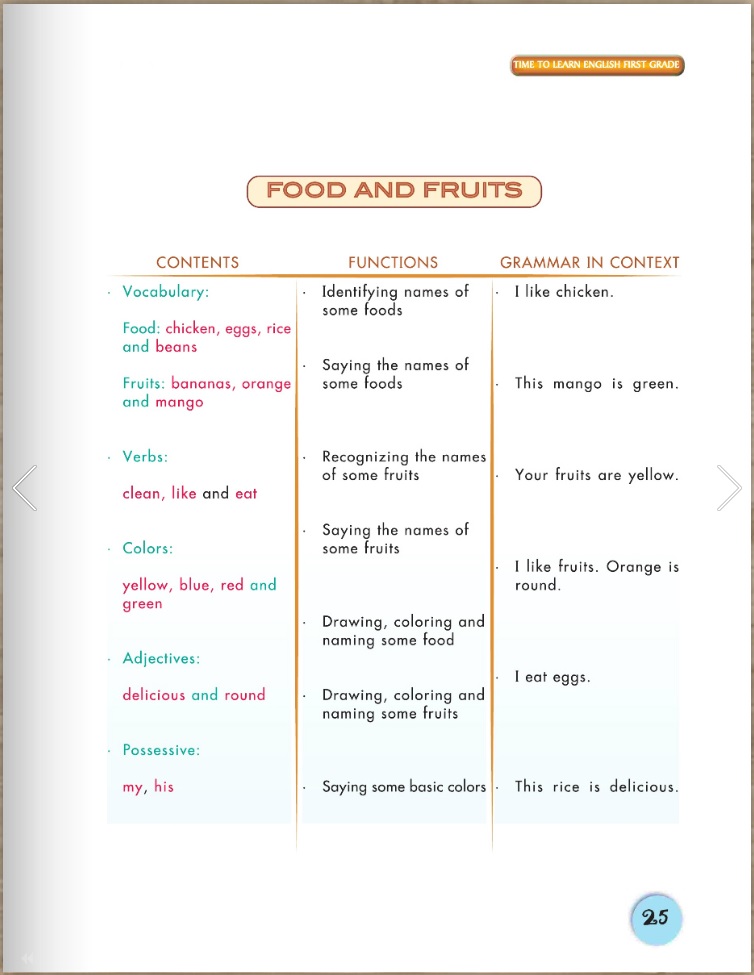 TIME TO LEARN ENGLISH FIRST GRADE
FOOD AND FRUITS
CONTENTS
· Vocabulary:
Food: chicken, eggs, rice
and beans
Fruits: bananas, orange
and mango
· Verbs:
clean, like and eat
· Colors:
yellow, blue, red and
green
· Adjectives:
delicious and round
· Possessive:
my, his
FUNCTIONS
· Identifying names of
some foods
· Saying the names of
some foods
· Recognizing the names
of some fruits
· Saying the names of
some fruits
· Drawing, coloring and
naming some food
· Drawing, coloring and
naming some fruits
· Saying some basic colors
GRAMMAR IN CONTEXT
· I like chicken.
· This mango is green.
· Your fruits are yellow.
· I like fruits. Orange is
round.
· I eat eggs.
· This rice is delicious.
25